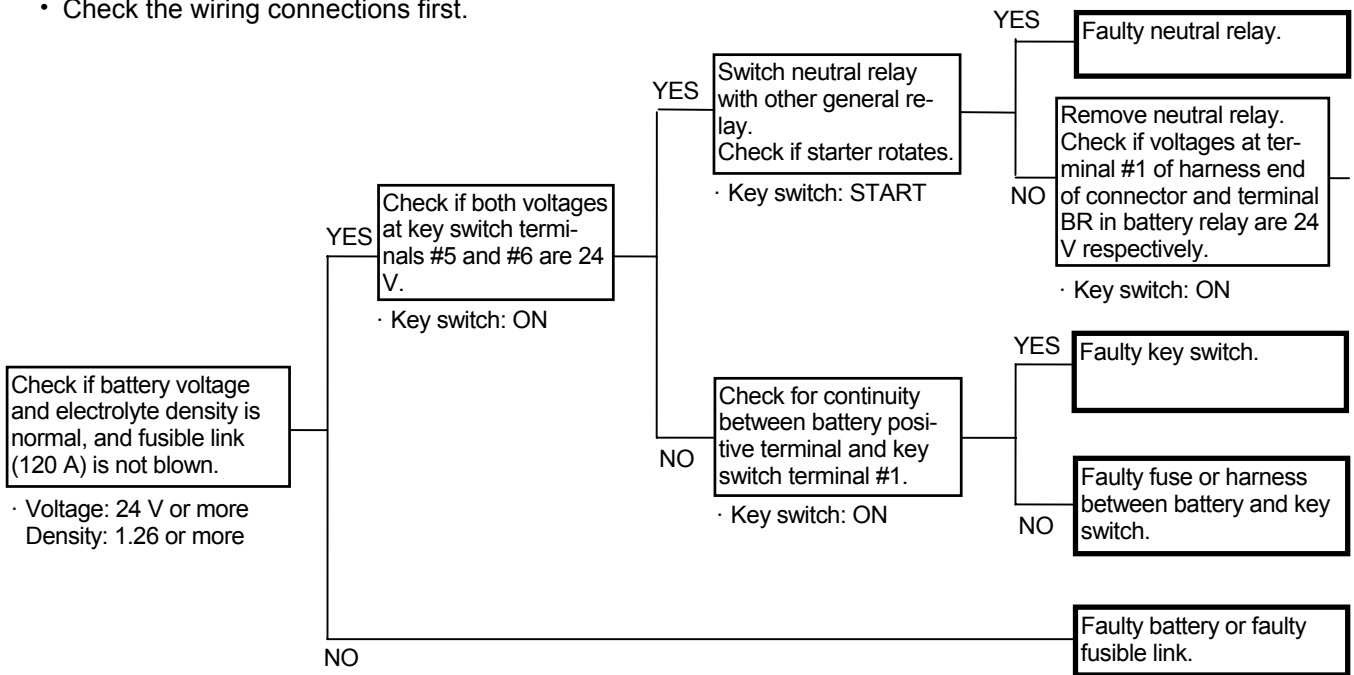 • Check the wiring connections first.
YES
Faulty neutral relay.
Switch neutral relay
with other general re-
lay.
Check if starter rotates.
YES
· Key switch: START
Remove neutral relay.
Check if voltages at ter-
minal #1 of harness end
of connector and terminal
BR in battery relay are 24
V respectively.
NO
· Key switch: ON
Check if both voltages
at key switch termi-
nals #5 and #6 are 24
V.
YES
· Key switch: ON
YES
Faulty key switch.
Check if battery voltage
and electrolyte density is
normal, and fusible link
(120 A) is not blown.
· Voltage: 24 V or more
Density: 1.26 or more
Check for continuity
between battery posi-
tive terminal and key
switch terminal #1.
NO
· Key switch: ON
Faulty fuse or harness
between battery and key
switch.
NO
Faulty battery or faulty
fusible link.
NO